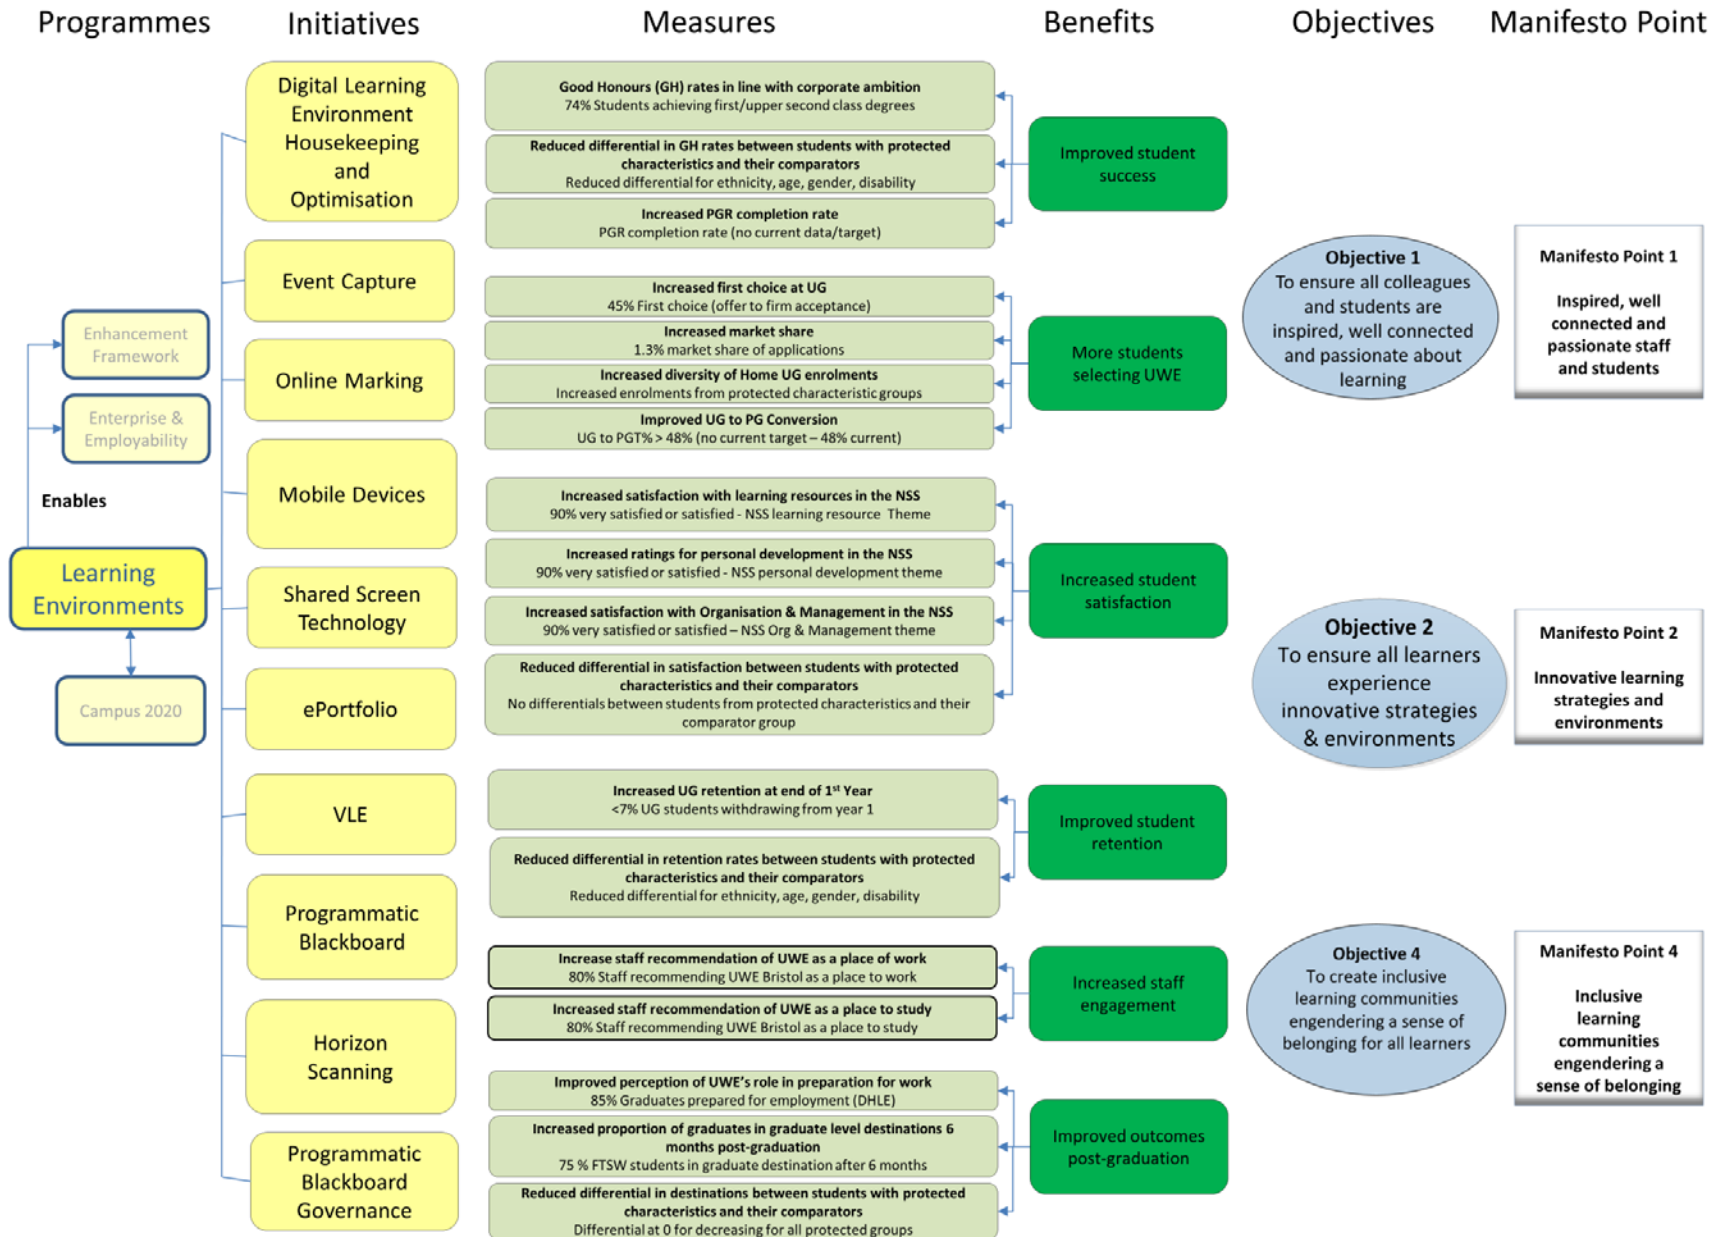 Programmes
Initiatives
Measures
Benefits
Objectives
Manifesto Point
Enhancement
Framework
Enterprise &
Employability
Enables
Learning
Environments
Campus 2020
Digital Learning
Environment
Housekeeping
and
Optimisation
Event Capture
Online Marking
Mobile Devices
Shared Screen
Technology
ePortfolio
VLE
Programmatic
Blackboard
Horizon
Scanning
Programmatic
Blackboard
Governance
Good Honours (GH) rates in line with corporate ambition
74% Students achieving first/upper second class degrees
Reduced differential in GH rates between students with protected
characteristics and their comparators
Reduced differential for ethnicity, age, gender, disability
Increased PGR completion rate
PGR completion rate (no current data/target)
Increased first choice at UG
45% First choice (offer to firm acceptance)
Increased market share
1.3% market share of applications
Increased diversity of Home UG enrolments
Increased enrolments from protected characteristic groups
Improved UG to PG Conversion
UG to PGT% > 48% (no current target – 48% current)
Increased satisfaction with learning resources in the NSS
90% very satisfied or satisfied - NSS learning resource Theme
Increased ratings for personal development in the NSS
90% very satisfied or satisfied - NSS personal development theme
Increased satisfaction with Organisation & Management in the NSS
90% very satisfied or satisfied – NSS Org & Management theme
Reduced differential in satisfaction between students with protected
characteristics and their comparators
No differentials between students from protected characteristics and their
comparator group
Increased UG retention at end of 1st Year
<7% UG students withdrawing from year 1
Reduced differential in retention rates between students with protected
characteristics and their comparators
Reduced differential for ethnicity, age, gender, disability
Increase staff recommendation of UWE as a place of work
80% Staff recommending UWE Bristol as a place to work
Increased staff recommendation of UWE as a place to study
80% Staff recommending UWE Bristol as a place to study
Improved perception of UWE's role in preparation for work
85% Graduates prepared for employment (DHLE)
Increased proportion of graduates in graduate level destinations 6
months post-graduation
75 % FTSW students in graduate destination after 6 months
Reduced differential in destinations between students with protected
characteristics and their comparators
Differential at 0 for decreasing for all protected groups
Improved student
success
More students
selecting UWE
Increased student
satisfaction
Improved student
retention
Increased staff
engagement
Improved outcomes
post-graduation
Objective 1
To ensure all colleagues
and students are
inspired, well connected
and passionate about
learning
Objective 2
To ensure all learners
experience
innovative strategies
& environments
Objective 4
To create inclusive
learning communities
engendering a sense of
belonging for all learners
Manifesto Point 1
Inspired, well
connected and
passionate staff
and students
Manifesto Point 2
Innovative learning
strategies and
environments
Manifesto Point 4
Inclusive
learning
communities
engendering a
sense of belonging